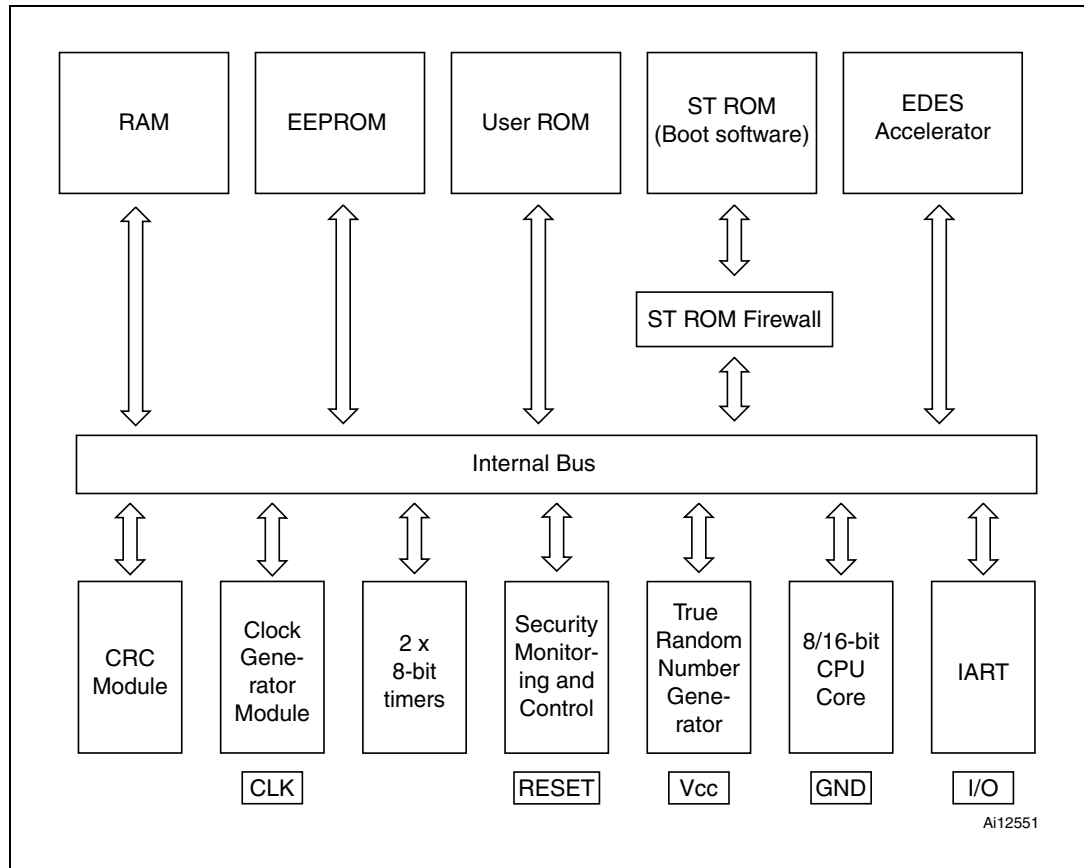 RAM
EEPROM
User ROM
ST ROM
(Boot software)
EDES
Accelerator
ST ROM Firewall
Internal Bus
CRC
Module
Clock
Gene-
rator
Module
2 x
8-bit
timers
Security
Monitor-
ing and
Control
True
Random
Number
Gene-
rator
8/16-bit
CPU
Core
IART
CLK
RESET
Vcc
GND
I/O
Ai12551